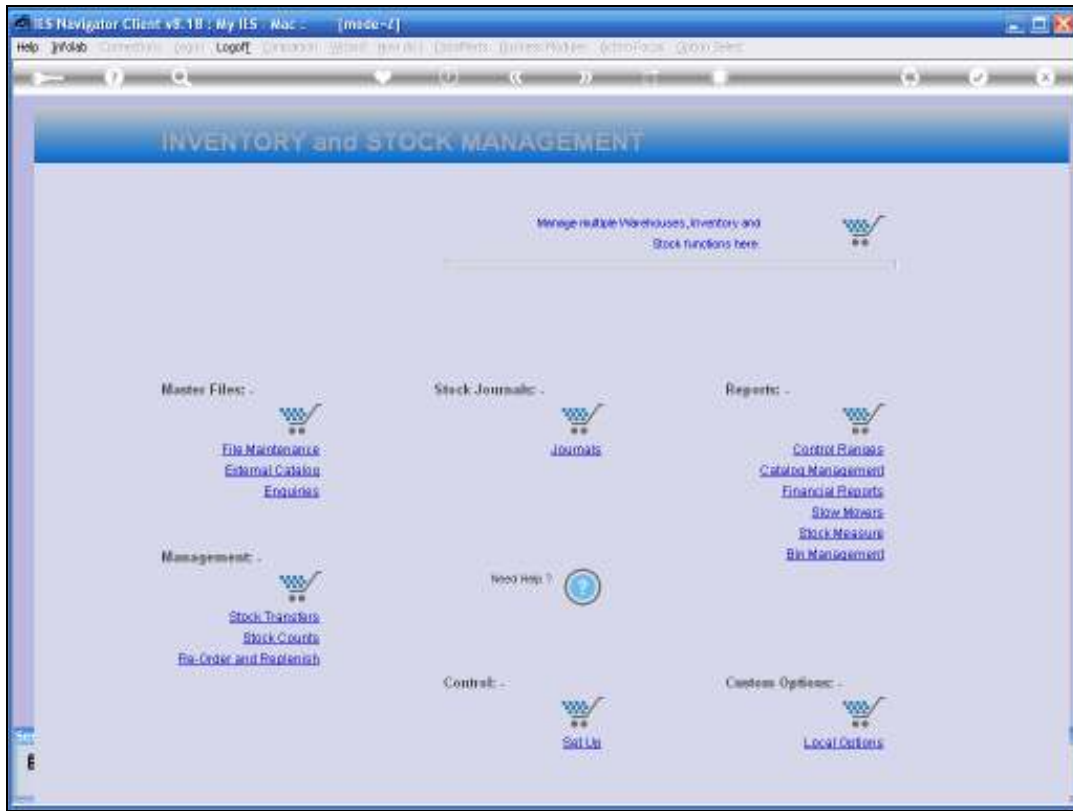 IES Navigator Client v8.1B : My IES - Mac :
Help Infolab Logoff
INVENTORY and STOCK MANAGEMENT
Manage multiple Warehouses, Inventory and
Stock functions here.
Master Files: -
File Maintenance
External Catalog
Enquiries
Stock Journals: -
Journals
Reports: -
Control Ranges
Catalog Management
Financial Reports
Slow Movers
Stock Measure
Bin Management
Management: -
Stock Transfers
Stock Counts
Re-Order and Replenish
Need Help ?
Control: -
Set Up
Custom Options: -
Local Options